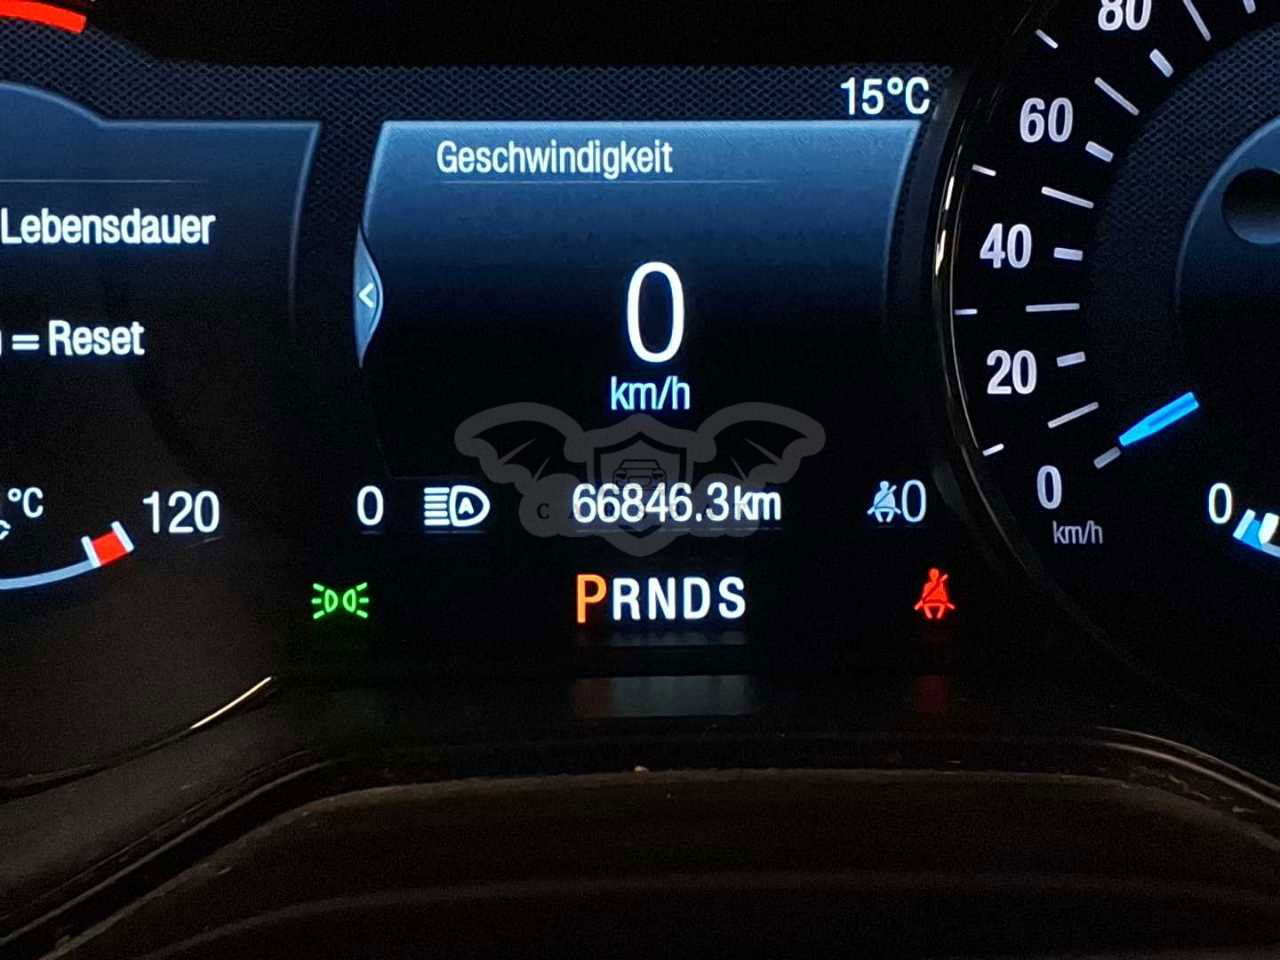 80
15°C
60
Geschwindigkeit
Lebensdauer
40
= Reset
0
km/h
20
°C
120
0
66846.3km
0
0
km/h
0
PRNDS